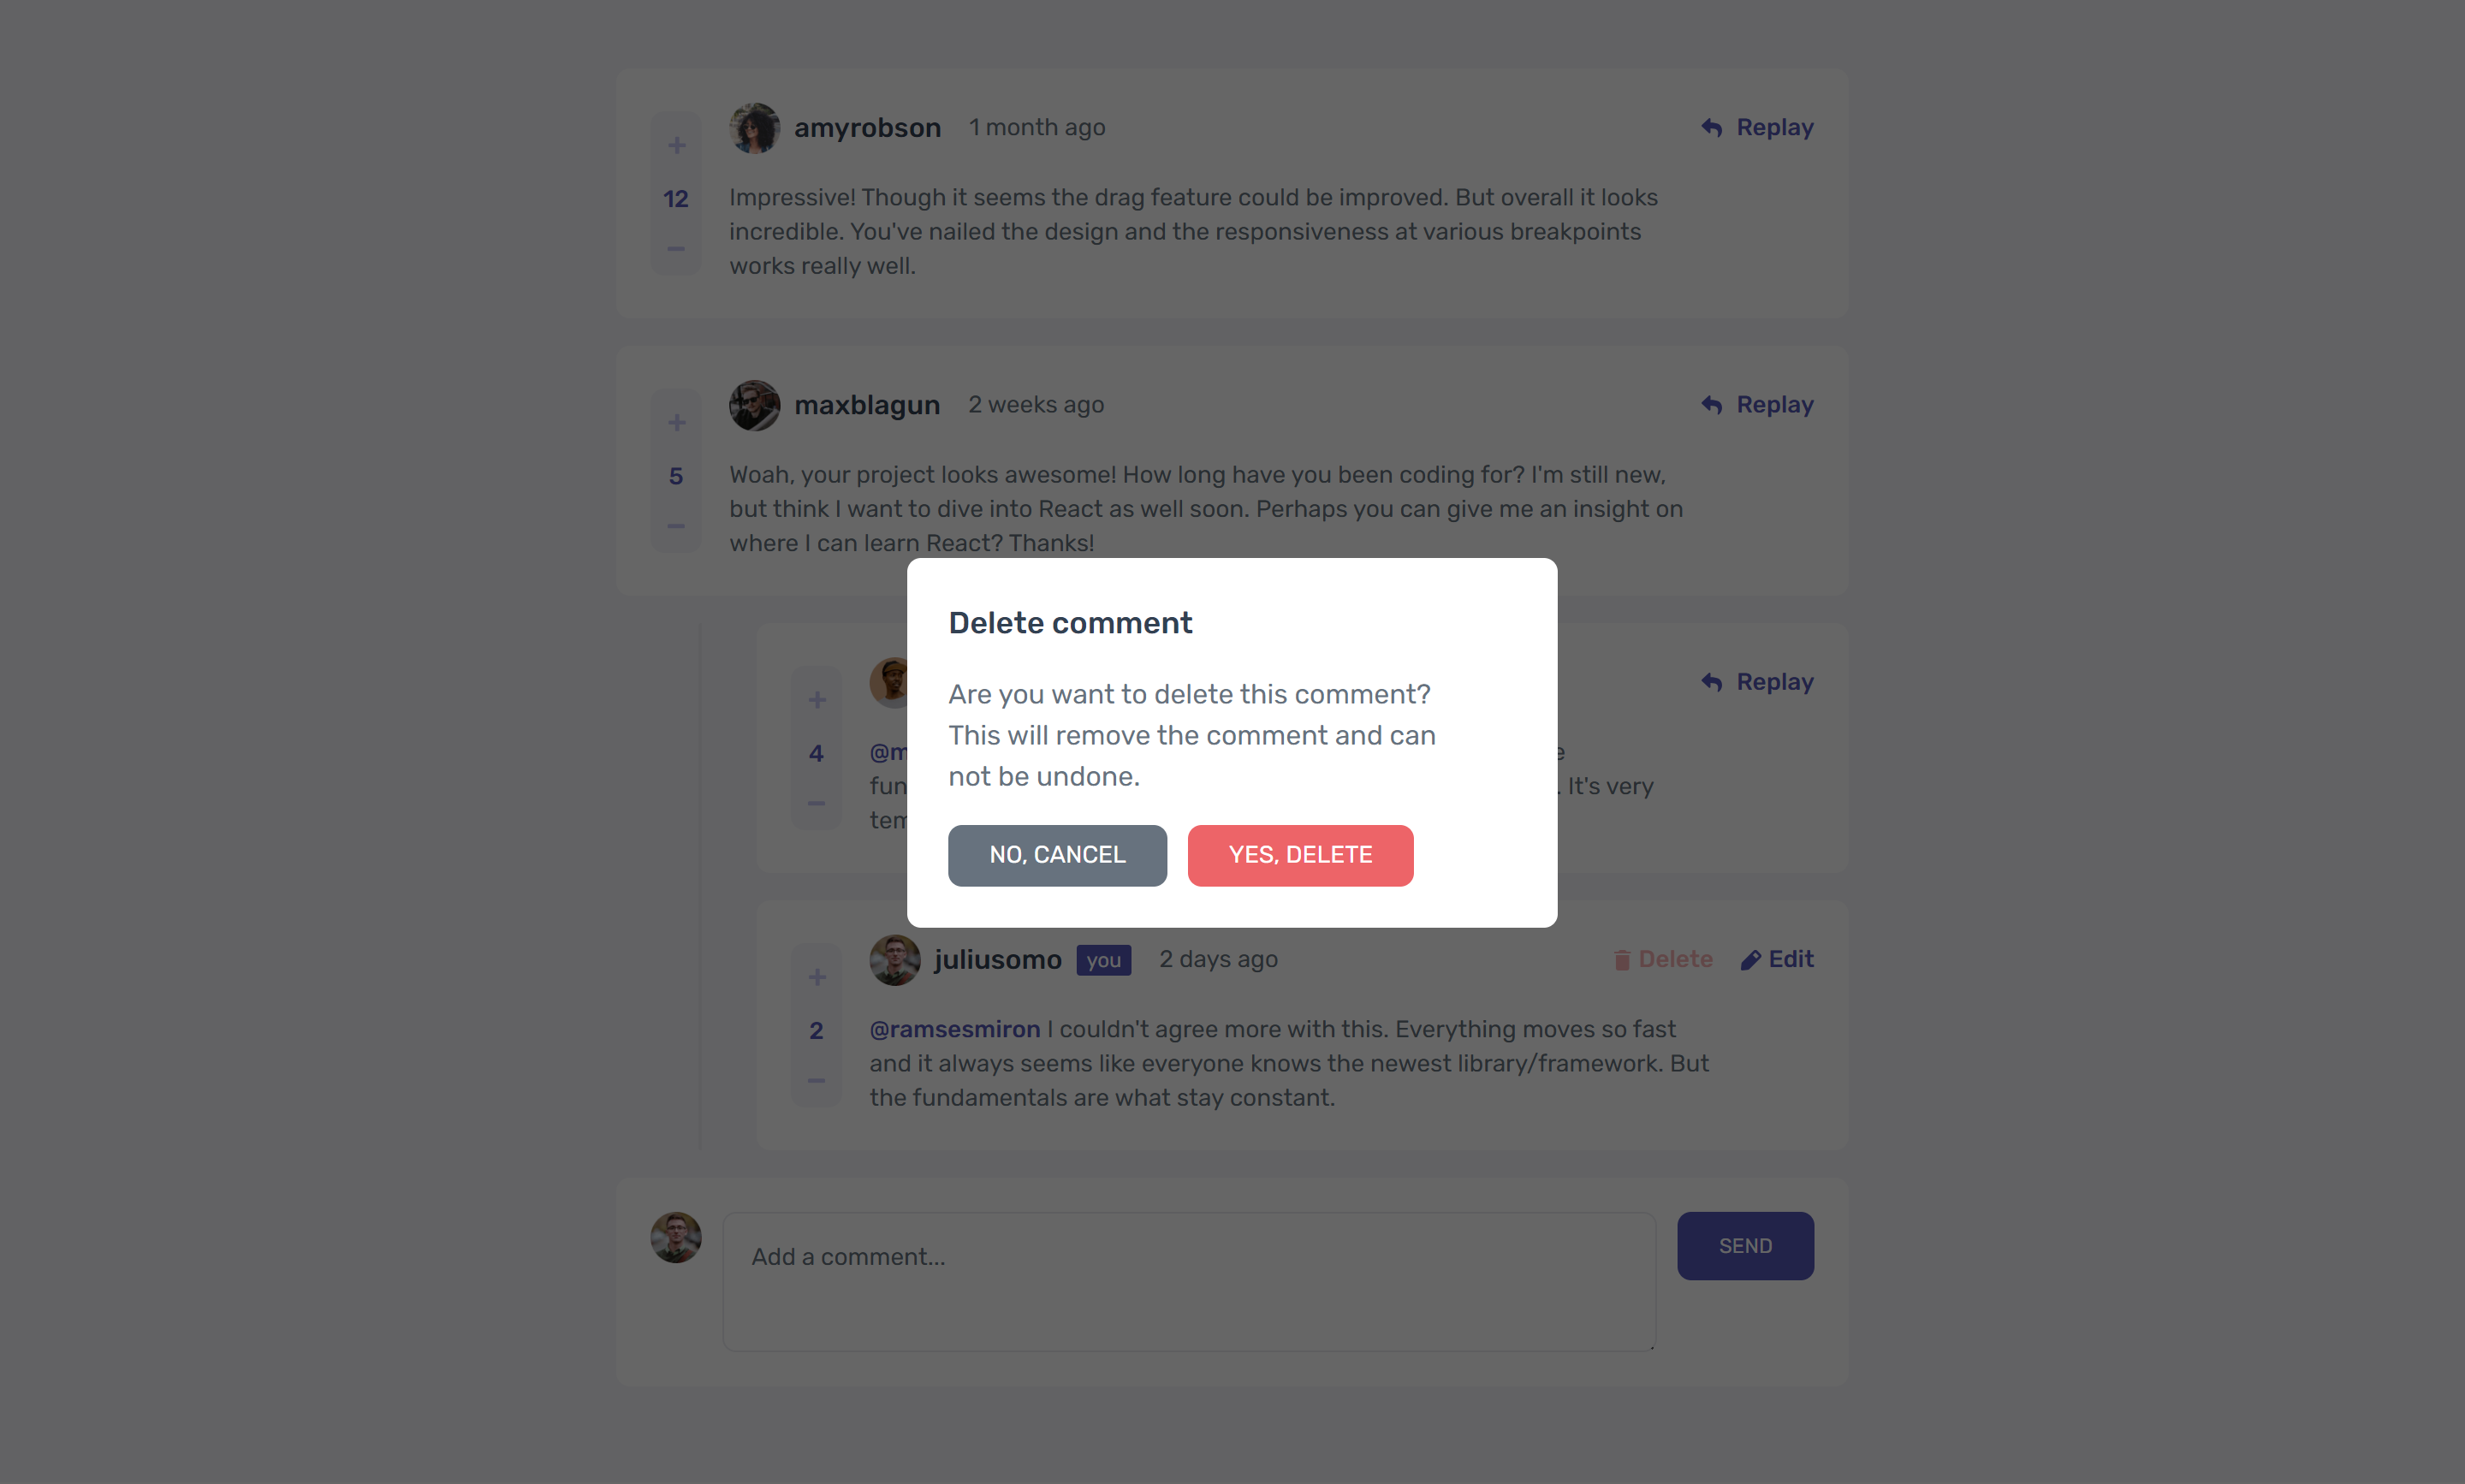 amyrobson 1 month ago Replay
+
12
Impressive! Though it seems the drag feature could be improved. But overall it looks
incredible. You've nailed the design and the responsiveness at various breakpoints
works really well.
maxblagun 2 weeks ago Replay
+
5
Woah, your project looks awesome! How long have you been coding for? I'm still new,
but think I want to dive into React as well soon. Perhaps you can give me an insight on
where I can learn React? Thanks!
Delete comment
Are you want to delete this comment?
This will remove the comment and can
not be undone.
NO, CANCEL YES, DELETE
Replay
+
4
It's very
juliusomo you 2 days ago Delete Edit
+
2
@ramsesmiron I couldn't agree more with this. Everything moves so fast
and it always seems like everyone knows the newest library/framework. But
the fundamentals are what stay constant.
Add a comment...
SEND